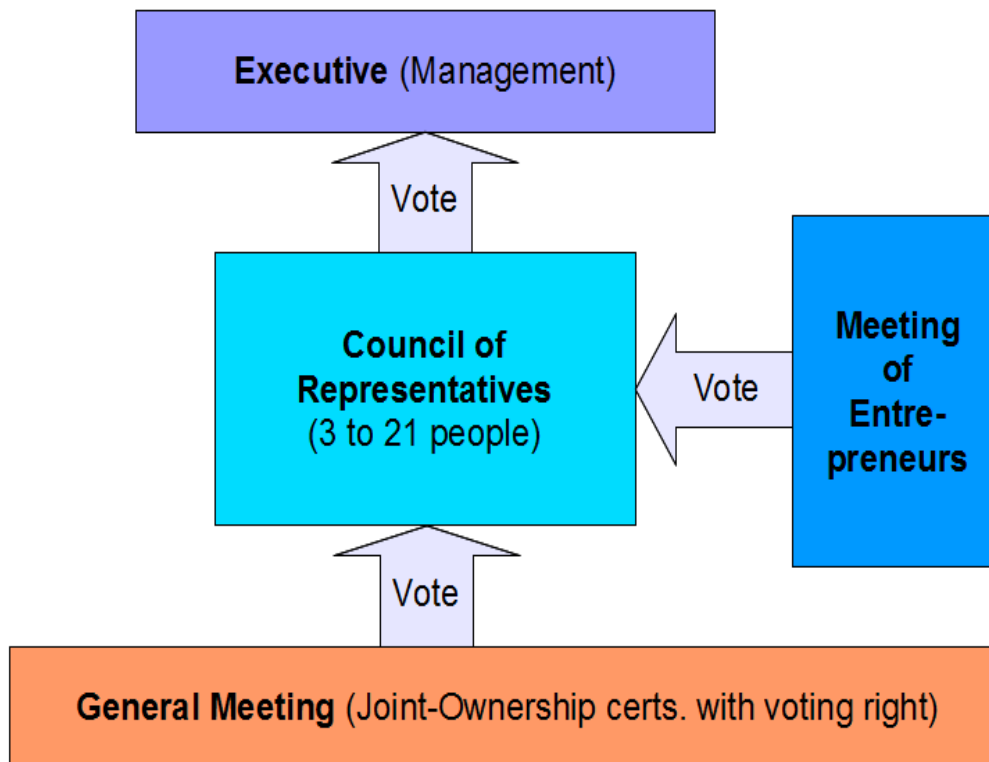 Executive (Management)
Vote
Council of
Representatives
(3 to 21 people)
Vote
Meeting
of
Entre-
preneurs
Vote
General Meeting (Joint-Ownership certs. with voting right)